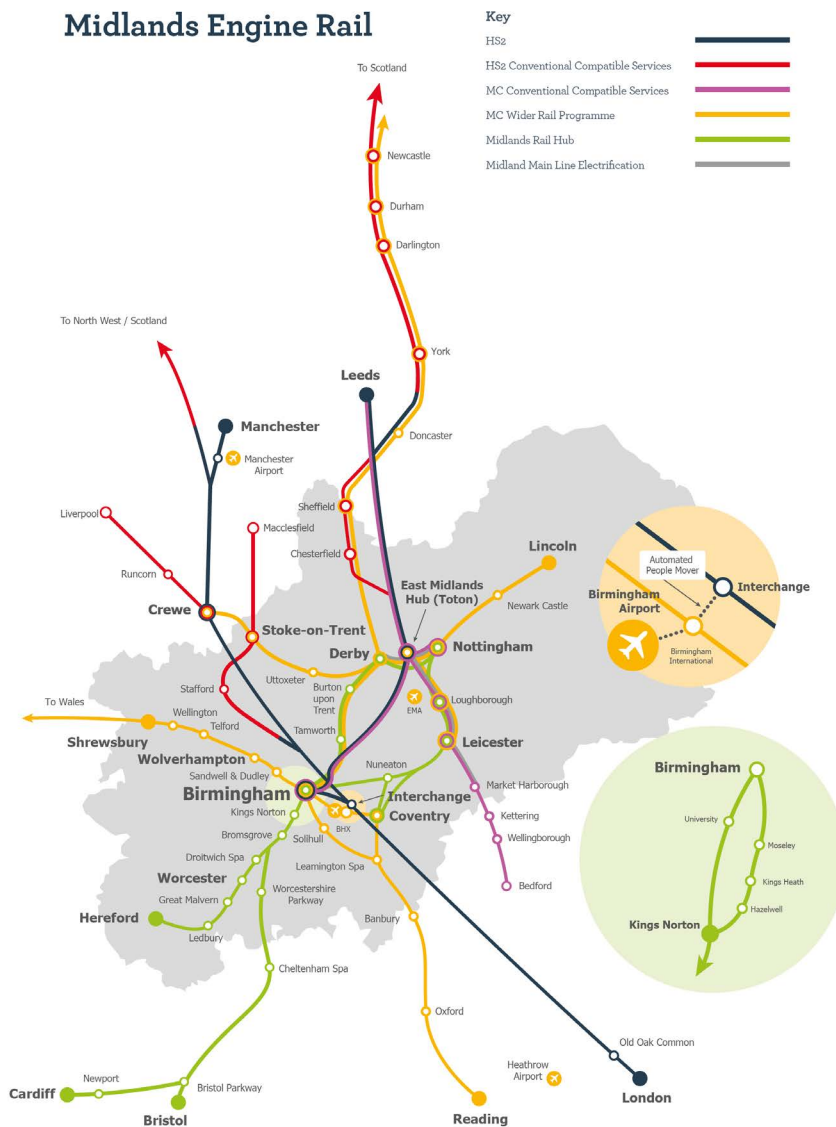 Midlands Engine Rail
Key
HS2
HS2 Conventional Compatible Services
MC Conventional Compatible Services
MC Wider Rail Programme
Midlands Rail Hub
Midland Main Line Electrification
To Scotland
Newcastle
Durham
Darlington
To North West / Scotland
York
Leeds
Manchester
Doncaster
Manchester
Airport
Sheffield
Liverpool
Macclesfield
Chesterfield
Lincoln
Runcorn
East Midlands
Hub (Toton)
Newark Castle
Crewe
Stoke-on-Trent
Nottingham
Derby
Uttoxeter
Stafford
Burton
upon
Trent
EMA
Loughborough
To Wales
Wellington
Telford
Tamworth
Shrewsbury
Leicester
Wolverhampton
Sandwell & Dudley
Nuneaton
Market Harborough
Birmingham
Interchange
Kings Norton
BHX
Coventry
Kettering
Bromsgrove
Solihull
Wellingborough
Droitwich Spa
Leamington Spa
Worcester
Bedford
Great Malvern
Worcestershire
Parkway
Hereford
Ledbury
Banbury
Cheltenham Spa
Oxford
Old Oak Common
Newport
Cardiff
Bristol Parkway
Heathrow
Airport
Bristol
Reading
London
Automated
People Mover
Interchange
Birmingham
Airport
Birmingham
International
Birmingham
University
Moseley
Kings Heath
Hazelwell
Kings Norton